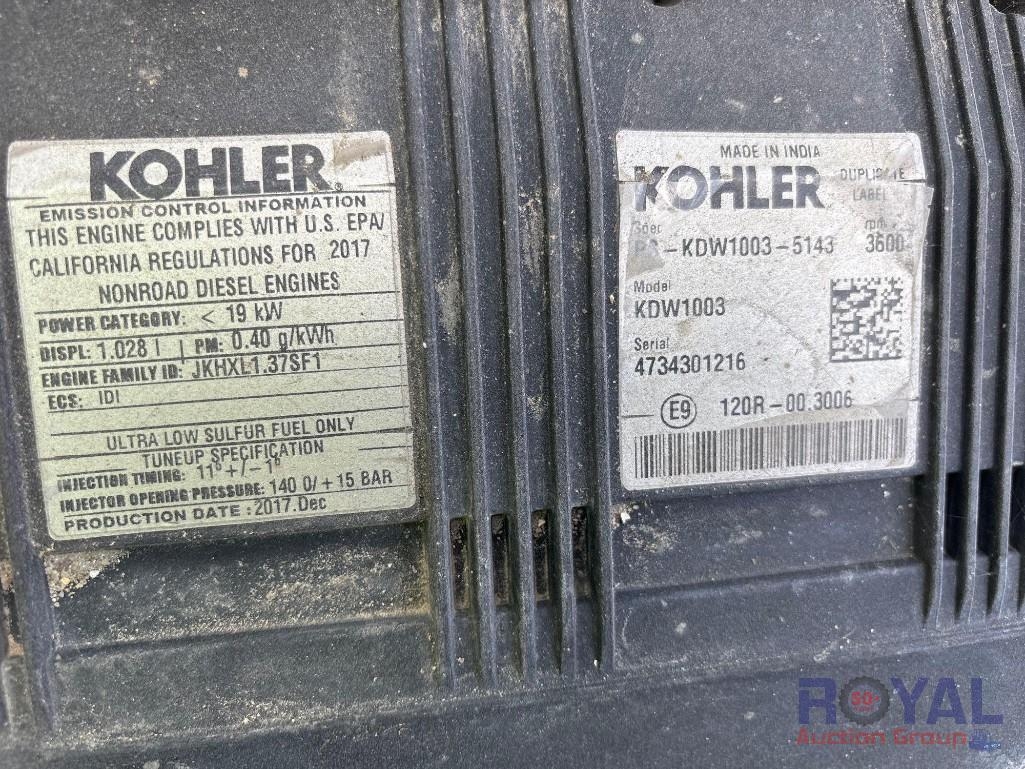 KOHLER
EMISSION CONTROL INFORMATION
THIS ENGINE COMPLIES WITH U.S. EPA/
CALIFORNIA REGULATIONS FOR 2017
NONROAD DIESEL ENGINES
POWER CATEGORY: < 19 kW
DISPL: 1.028 l | PM: 0.40 g/kWh
ENGINE FAMILY ID: JKHXL1.37SF1
ECS: IDI
ULTRA LOW SULFUR FUEL ONLY
TUNEUP SPECIFICATION
INJECTION TIMING: 11° +/- 1°
INJECTOR OPENING PRESSURE: 140 0/ + 15 BAR
PRODUCTION DATE : 2017.Dec
MADE IN INDIA
KOHLER
DUPLICATE
LABEL
rpm
-KDW1003-5143 3600
Model
KDW1003
Serial
4734301216
E9 120R-00.3006
ROYAL
Auction Group